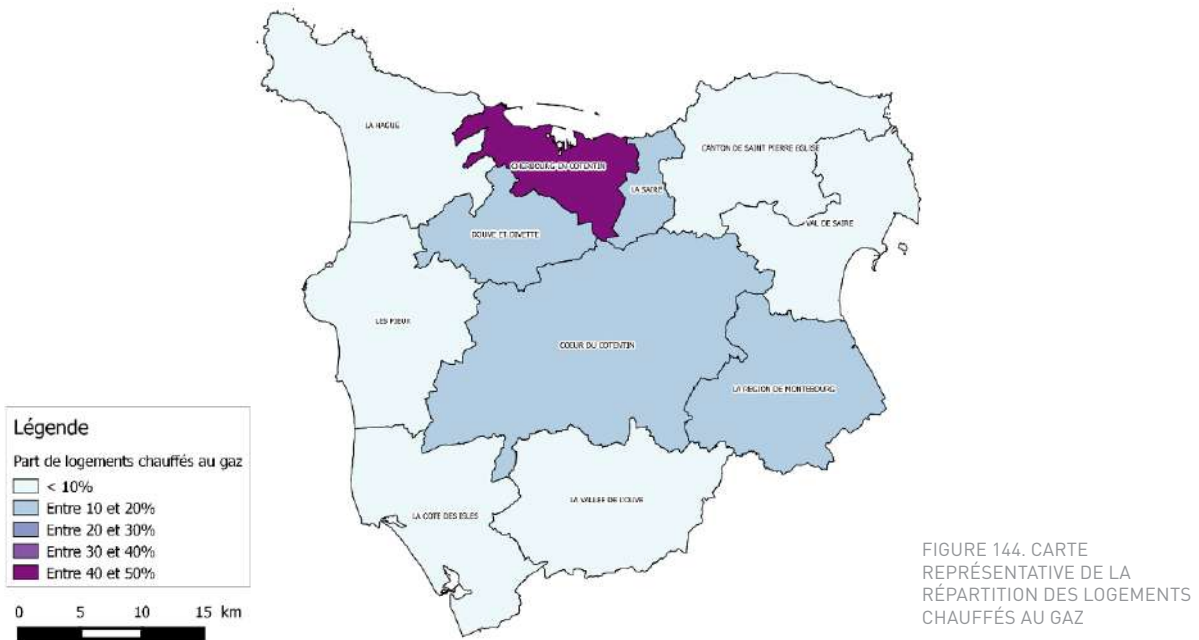 LA HAGUE
CHERBOURG EN COTENTIN
CANTON DE SAINT PIERRE EGLISE
LA SAIRE
VAL DE SAIRE
DOUVE ET DIVETTE
LES PIEUX
COEUR DU COTENTIN
LA REGION DE MONTEBOURG
LA COTE DES ISLES
LA VALLEE DE L'OUVE
Légende
Part de logements chauffés au gaz
< 10%
Entre 10 et 20%
Entre 20 et 30%
Entre 30 et 40%
Entre 40 et 50%
0 5 10 15 km
FIGURE 144. CARTE
REPRÉSENTATIVE DE LA
RÉPARTITION DES LOGEMENTS
CHAUFFÉS AU GAZ